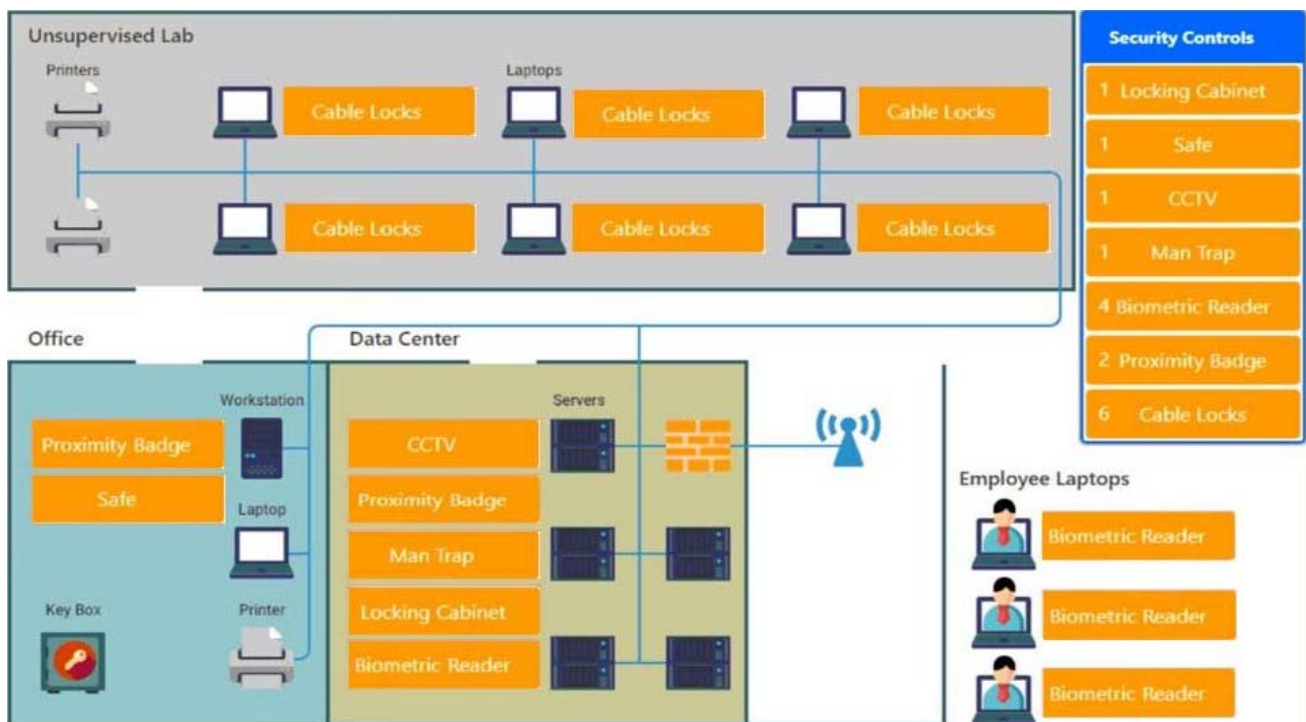 Unsupervised Lab
Printers
Laptops
Cable Locks
Cable Locks
Cable Locks
Cable Locks
Cable Locks
Cable Locks
Security Controls
1 Locking Cabinet
1 Safe
1 CCTV
1 Man Trap
4 Biometric Reader
2 Proximity Badge
6 Cable Locks
Office
Workstation
Proximity Badge
Safe
Laptop
Key Box
Printer
Data Center
Servers
CCTV
Proximity Badge
Man Trap
Locking Cabinet
Biometric Reader
Employee Laptops
Biometric Reader
Biometric Reader
Biometric Reader